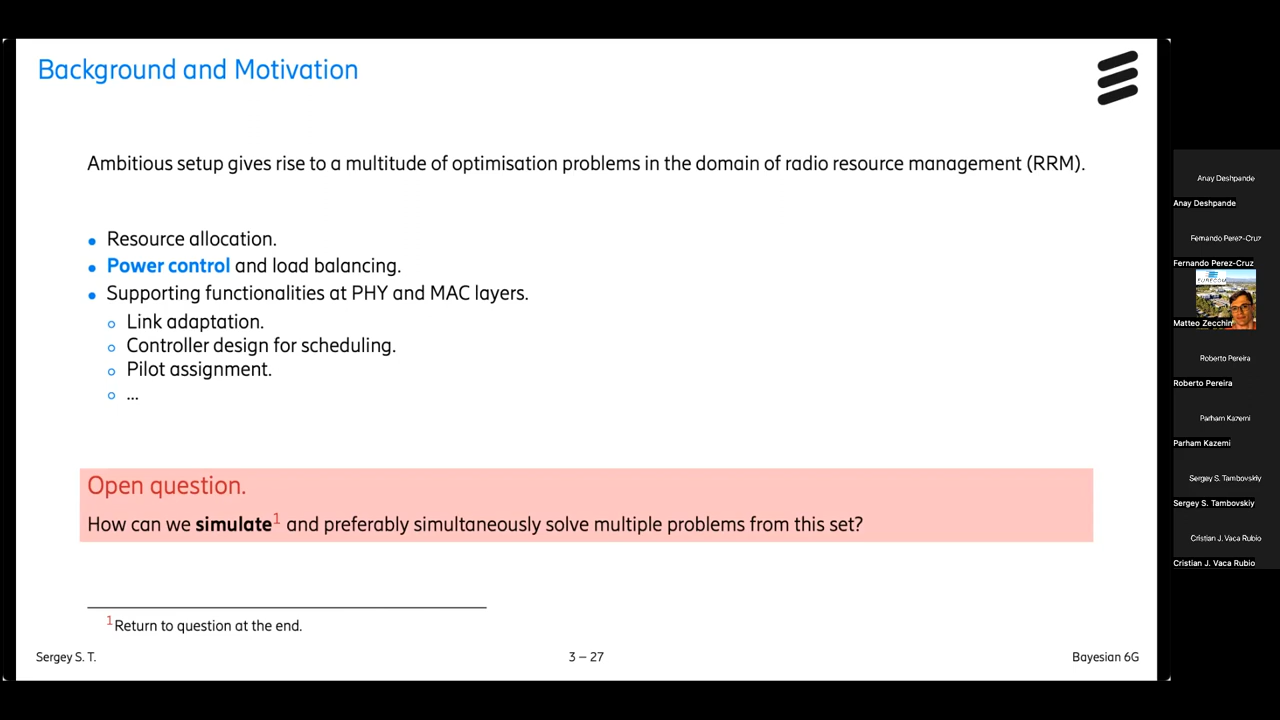 Background and Motivation
Ambitious setup gives rise to a multitude of optimisation problems in the domain of radio resource management (RRM).
• Resource allocation.
• Power control and load balancing.
• Supporting functionalities at PHY and MAC layers.
◦ Link adaptation.
◦ Controller design for scheduling.
◦ Pilot assignment.
◦ ...
Open question.
How can we simulate1 and preferably simultaneously solve multiple problems from this set?
1Return to question at the end.
Sergey S. T.
3 – 27
Bayesian 6G
Anay Deshpande
Anay Deshpande
Fernando Perez-Cruz
Fernando Perez-Cruz
EURECOM
Matteo Zecchin
Roberto Pereira
Roberto Pereira
Parham Kazemi
Parham Kazemi
Sergey S. Tambovskiy
Sergey S. Tambovskiy
Cristian J. Vaca Rubio
Cristian J. Vaca Rubio